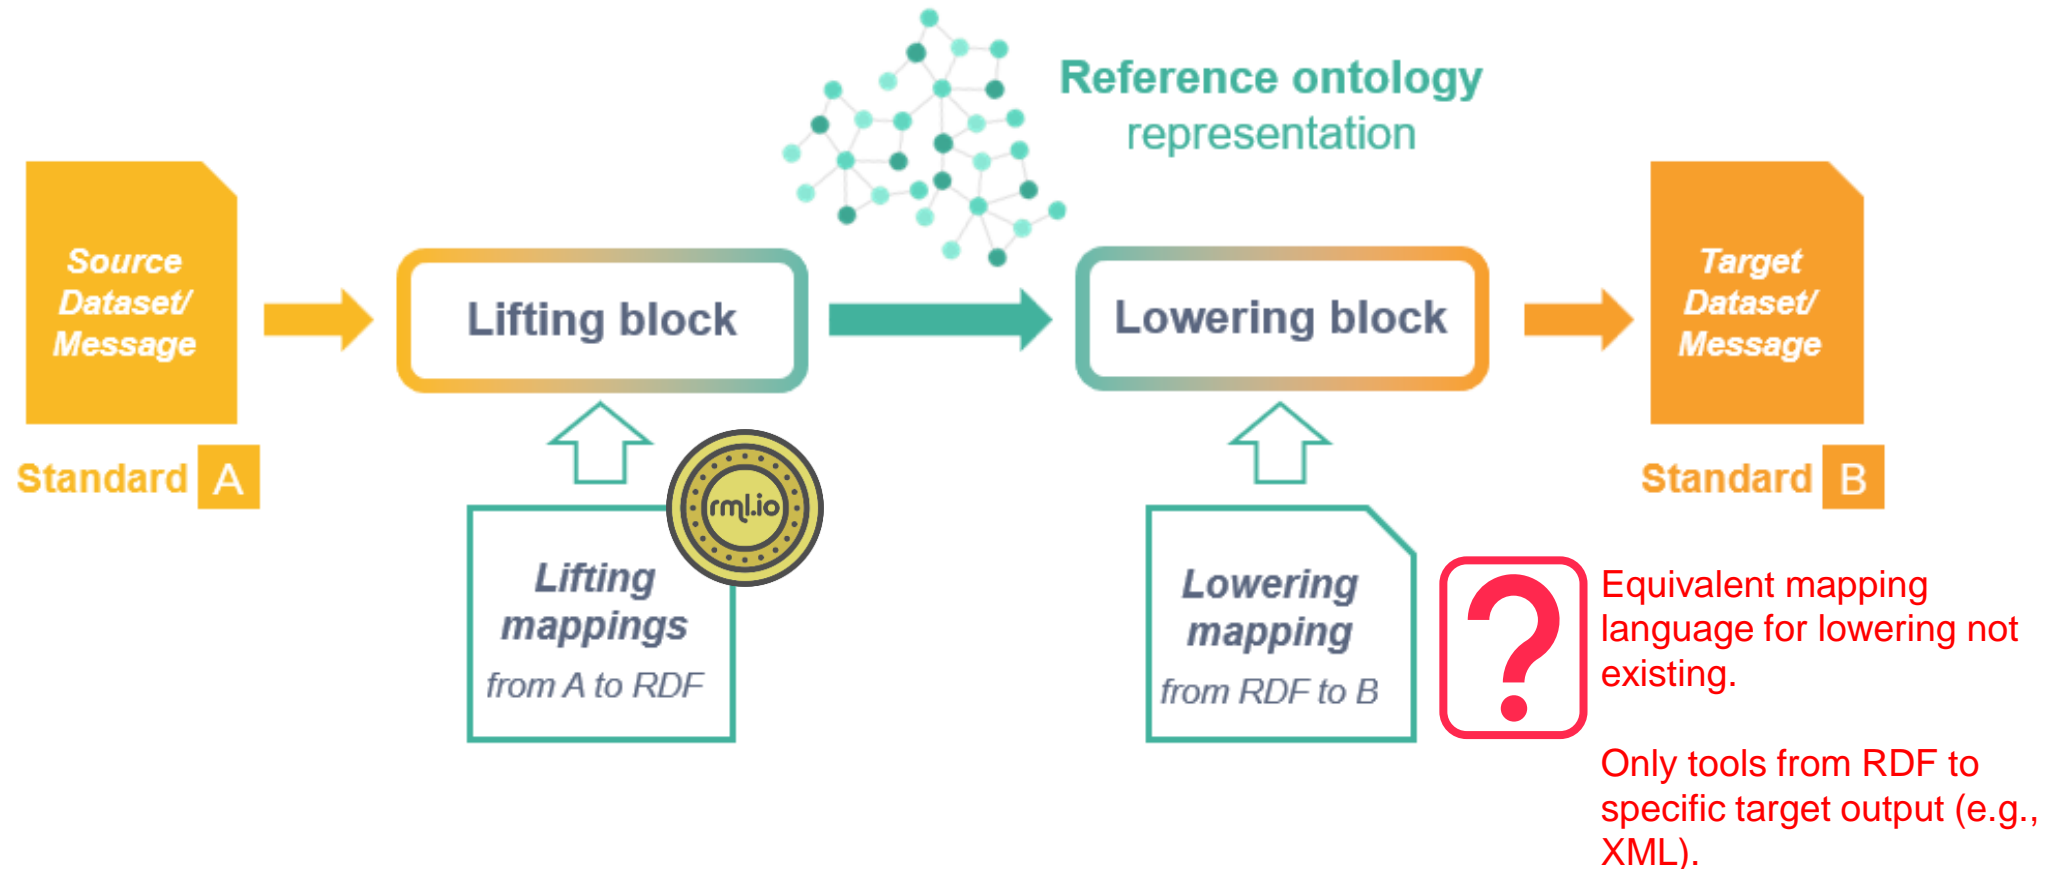 Reference ontology
representation
Source
Dataset/
Message
Lifting block
Lowering block
Target
Dataset/
Message
Standard A
Standard B
rml.io
Lifting
mappings
from A to RDF
Lowering
mapping
from RDF to B
?
Equivalent mapping
language for lowering not
existing.
Only tools from RDF to
specific target output (e.g.,
XML).